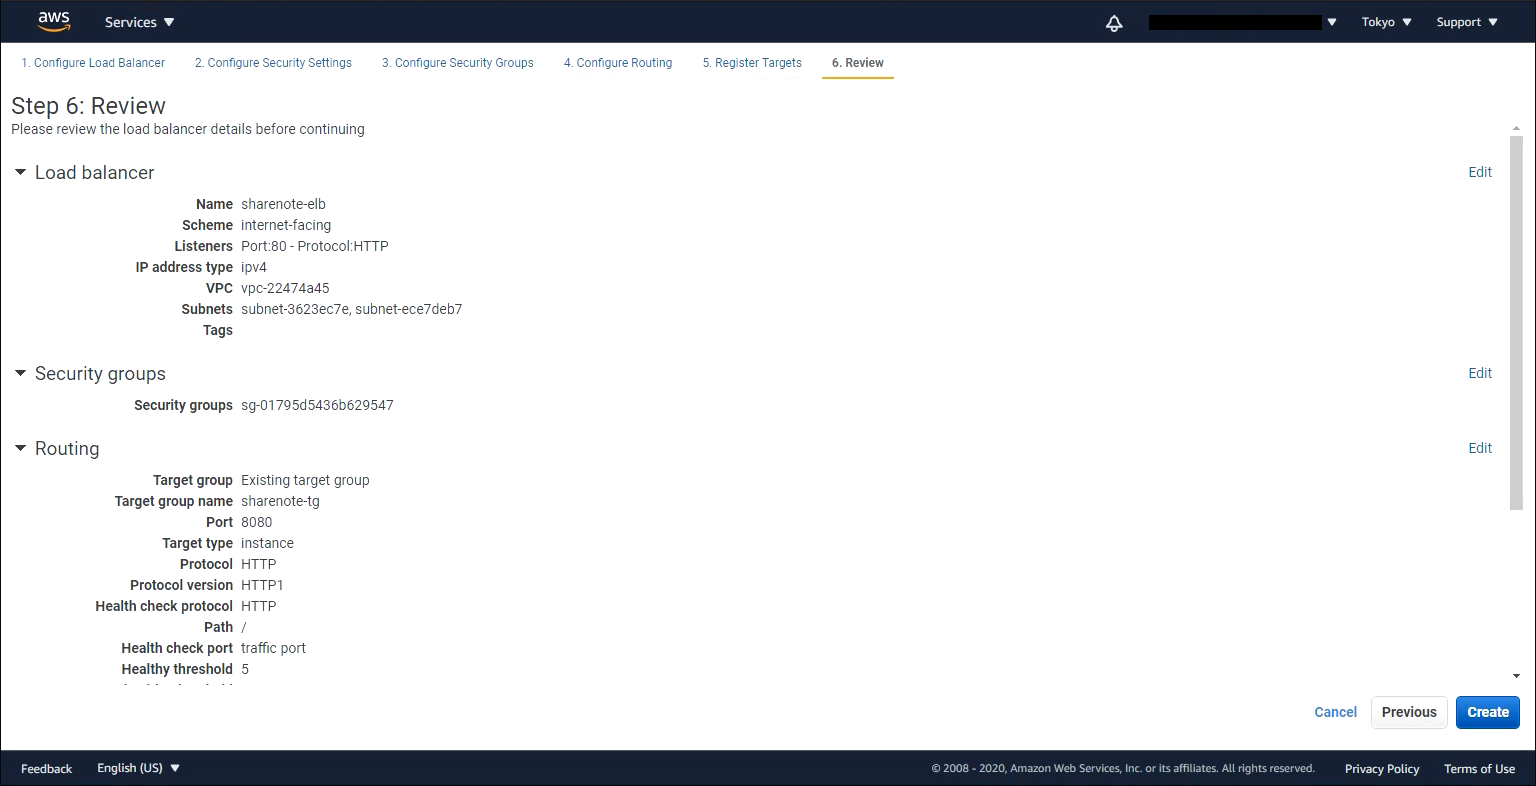 aws Services Tokyo Support
1. Configure Load Balancer 2. Configure Security Settings 3. Configure Security Groups 4. Configure Routing 5. Register Targets 6. Review
Step 6: Review
Please review the load balancer details before continuing
Load balancer Edit
Name sharenote-elb
Scheme internet-facing
Listeners Port:80 - Protocol:HTTP
IP address type ipv4
VPC vpc-22474a45
Subnets subnet-3623ec7e, subnet-ece7deb7
Tags
Security groups Edit
Security groups sg-01795d5436b629547
Routing Edit
Target group Existing target group
Target group name sharenote-tg
Port 8080
Target type instance
Protocol HTTP
Protocol version HTTP1
Health check protocol HTTP
Path /
Health check port traffic port
Healthy threshold 5
Cancel Previous Create
Feedback English (US) © 2008 - 2020, Amazon Web Services, Inc. or its affiliates. All rights reserved. Privacy Policy Terms of Use